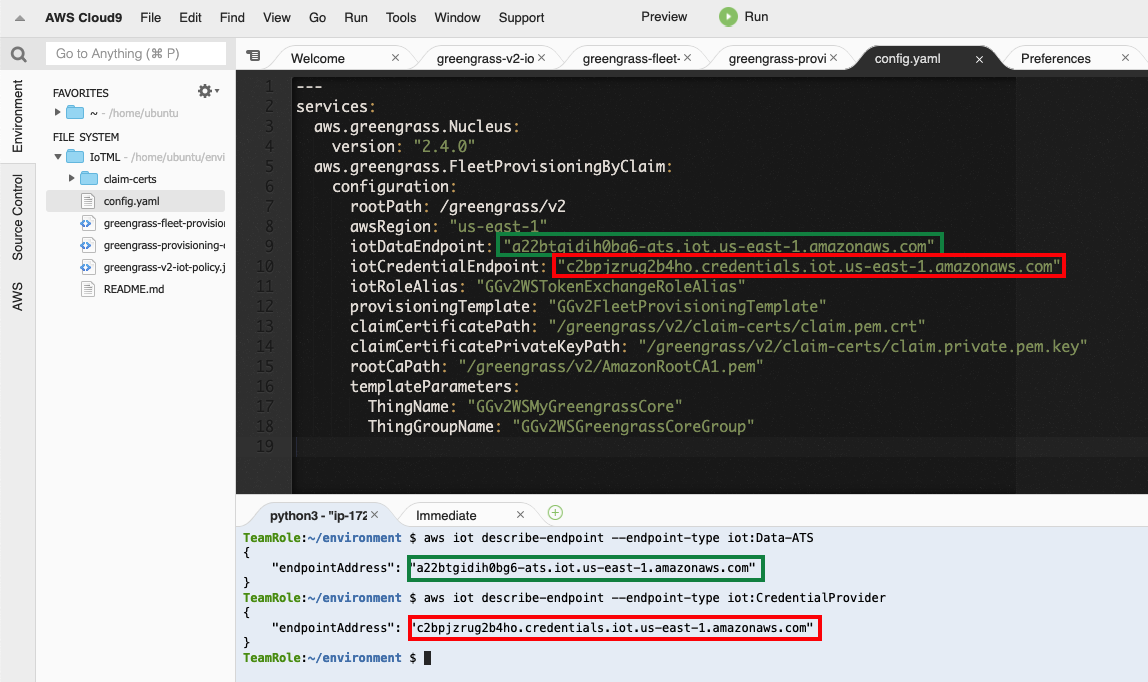 AWS Cloud9 File Edit Find View Go Run Tools Window Support Preview Run
Go to Anything (⌘ P)
Welcome greengrass-v2-io greengrass-fleet- greengrass-provi config.yaml Preferences
Environment
Source Control
AWS
FAVORITES
~ - /home/ubuntu
FILE SYSTEM
IoTML - /home/ubuntu/envi
claim-certs
config.yaml
greengrass-fleet-provision
greengrass-provisioning-c
greengrass-v2-iot-policy.j
README.md
1 ---
2 services:
3 aws.greengrass.Nucleus:
4 version: "2.4.0"
5 aws.greengrass.FleetProvisioningByClaim:
6 configuration:
7 rootPath: /greengrass/v2
8 awsRegion: "us-east-1"
9 iotDataEndpoint: "a22btgidih0bg6-ats.iot.us-east-1.amazonaws.com"
10 iotCredentialEndpoint: "c2bpjzrug2b4ho.credentials.iot.us-east-1.amazonaws.com"
11 iotRoleAlias: "GGv2WSTokenExchangeRoleAlias"
12 provisioningTemplate: "GGv2FleetProvisioningTemplate"
13 claimCertificatePath: "/greengrass/v2/claim-certs/claim.pem.crt"
14 claimCertificatePrivateKeyPath: "/greengrass/v2/claim-certs/claim.private.pem.key"
15 rootCaPath: "/greengrass/v2/AmazonRootCA1.pem"
16 templateParameters:
17 ThingName: "GGv2WSMyGreengrassCore"
18 ThingGroupName: "GGv2WSGreengrassCoreGroup"
19
python3 - "ip-172 Immediate
TeamRole:~/environment $ aws iot describe-endpoint --endpoint-type iot:Data-ATS
{
"endpointAddress": "a22btgidih0bg6-ats.iot.us-east-1.amazonaws.com"
}
TeamRole:~/environment $ aws iot describe-endpoint --endpoint-type iot:CredentialProvider
{
"endpointAddress": "c2bpjzrug2b4ho.credentials.iot.us-east-1.amazonaws.com"
}
TeamRole:~/environment $